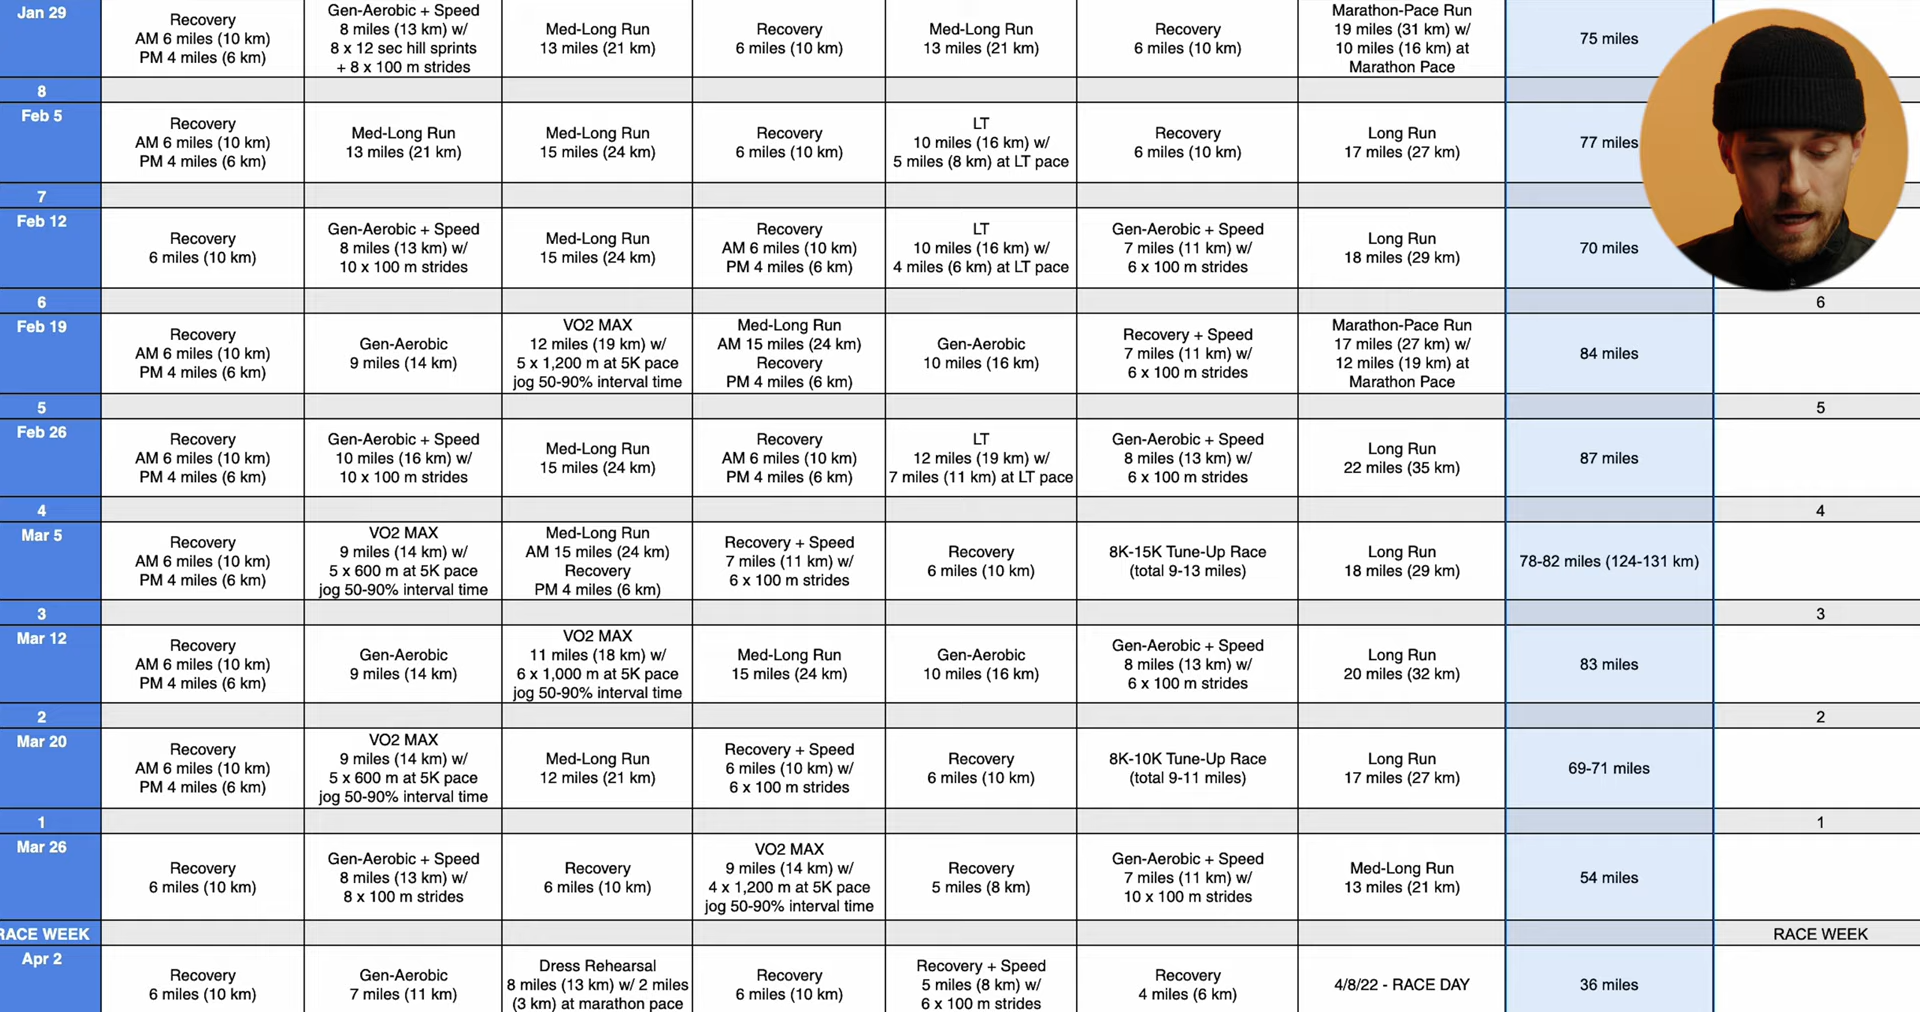 Jan 29
Recovery
AM 6 miles (10 km)
PM 4 miles (6 km)
Gen-Aerobic + Speed
8 miles (13 km) w/
8 x 12 sec hill sprints
+ 8 x 100 m strides
Med-Long Run
13 miles (21 km)
Recovery
6 miles (10 km)
Med-Long Run
13 miles (21 km)
Recovery
6 miles (10 km)
Marathon-Pace Run
19 miles (31 km) w/
10 miles (16 km) at
Marathon Pace
75 miles
8
Feb 5
Recovery
AM 6 miles (10 km)
PM 4 miles (6 km)
Med-Long Run
13 miles (21 km)
Med-Long Run
15 miles (24 km)
Recovery
6 miles (10 km)
LT
10 miles (16 km) w/
5 miles (8 km) at LT pace
Recovery
6 miles (10 km)
Long Run
17 miles (27 km)
77 miles
7
Feb 12
Recovery
6 miles (10 km)
Gen-Aerobic + Speed
8 miles (13 km) w/
10 x 100 m strides
Med-Long Run
15 miles (24 km)
Recovery
AM 6 miles (10 km)
PM 4 miles (6 km)
LT
10 miles (16 km) w/
4 miles (6 km) at LT pace
Gen-Aerobic + Speed
7 miles (11 km) w/
6 x 100 m strides
Long Run
18 miles (29 km)
70 miles
6
6
Feb 19
Recovery
AM 6 miles (10 km)
PM 4 miles (6 km)
Gen-Aerobic
9 miles (14 km)
VO2 MAX
12 miles (19 km) w/
5 x 1,200 m at 5K pace
jog 50-90% interval time
Med-Long Run
AM 15 miles (24 km)
Recovery
PM 4 miles (6 km)
Gen-Aerobic
10 miles (16 km)
Recovery + Speed
7 miles (11 km) w/
6 x 100 m strides
Marathon-Pace Run
17 miles (27 km) w/
12 miles (19 km) at
Marathon Pace
84 miles
5
5
Feb 26
Recovery
AM 6 miles (10 km)
PM 4 miles (6 km)
Gen-Aerobic + Speed
10 miles (16 km) w/
10 x 100 m strides
Med-Long Run
15 miles (24 km)
Recovery
AM 6 miles (10 km)
PM 4 miles (6 km)
LT
12 miles (19 km) w/
7 miles (11 km) at LT pace
Gen-Aerobic + Speed
8 miles (13 km) w/
6 x 100 m strides
Long Run
22 miles (35 km)
87 miles
4
4
Mar 5
Recovery
AM 6 miles (10 km)
PM 4 miles (6 km)
VO2 MAX
9 miles (14 km) w/
5 x 600 m at 5K pace
jog 50-90% interval time
Med-Long Run
AM 15 miles (24 km)
Recovery
PM 4 miles (6 km)
Recovery + Speed
7 miles (11 km) w/
6 x 100 m strides
Recovery
6 miles (10 km)
8K-15K Tune-Up Race
(total 9-13 miles)
Long Run
18 miles (29 km)
78-82 miles (124-131 km)
3
3
Mar 12
Recovery
AM 6 miles (10 km)
PM 4 miles (6 km)
Gen-Aerobic
9 miles (14 km)
VO2 MAX
11 miles (18 km) w/
6 x 1,000 m at 5K pace
jog 50-90% interval time
Med-Long Run
15 miles (24 km)
Gen-Aerobic
10 miles (16 km)
Gen-Aerobic + Speed
8 miles (13 km) w/
6 x 100 m strides
Long Run
20 miles (32 km)
83 miles
2
2
Mar 20
Recovery
AM 6 miles (10 km)
PM 4 miles (6 km)
VO2 MAX
9 miles (14 km) w/
5 x 600 m at 5K pace
jog 50-90% interval time
Med-Long Run
12 miles (21 km)
Recovery + Speed
6 miles (10 km) w/
6 x 100 m strides
Recovery
6 miles (10 km)
8K-10K Tune-Up Race
(total 9-11 miles)
Long Run
17 miles (27 km)
69-71 miles
1
1
Mar 26
Recovery
6 miles (10 km)
Gen-Aerobic + Speed
8 miles (13 km) w/
8 x 100 m strides
Recovery
6 miles (10 km)
VO2 MAX
9 miles (14 km) w/
4 x 1,200 m at 5K pace
jog 50-90% interval time
Recovery
5 miles (8 km)
Gen-Aerobic + Speed
7 miles (11 km) w/
10 x 100 m strides
Med-Long Run
13 miles (21 km)
54 miles
RACE WEEK
RACE WEEK
Apr 2
Recovery
6 miles (10 km)
Gen-Aerobic
7 miles (11 km)
Dress Rehearsal
8 miles (13 km) w/ 2 miles
(3 km) at marathon pace
Recovery
6 miles (10 km)
Recovery + Speed
5 miles (8 km) w/
6 x 100 m strides
Recovery
4 miles (6 km)
4/8/22 - RACE DAY
36 miles